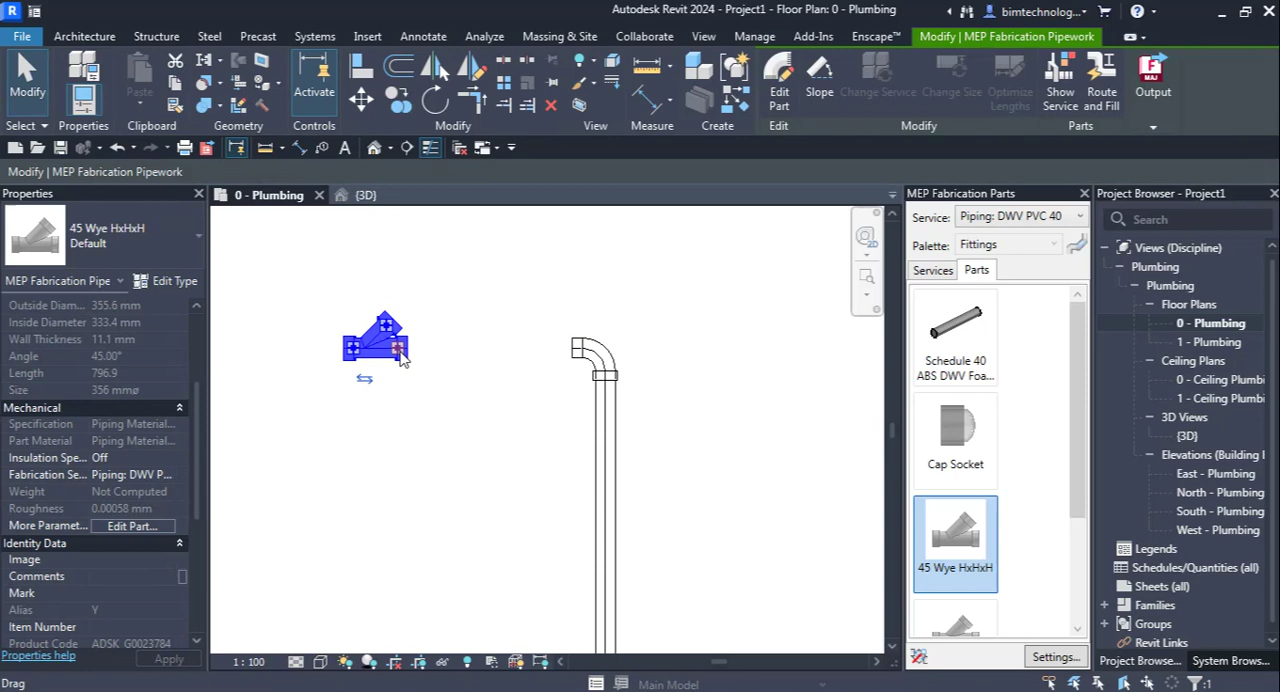 Autodesk Revit 2024 - Project1 - Floor Plan: 0 - Plumbing
bimtechnolog...
File Architecture Structure Steel Precast Systems Insert Annotate Analyze Massing & Site Collaborate View Manage Add-Ins Enscape™ Modify | MEP Fabrication Pipework
Modify Paste Activate Edit Part Slope Change Service Change Size Optimize Lengths Show Service Route and Fill Output
Select Properties Clipboard Geometry Controls Modify View Measure Create Edit Modify Parts
Modify | MEP Fabrication Pipework
Properties
45 Wye HxHxH
Default
MEP Fabrication Pipe Edit Type
Outside Diam... 355.6 mm
Inside Diameter 333.4 mm
Wall Thickness 11.1 mm
Angle 45.00°
Length 796.9
Size 356 mmø
Mechanical
Specification Piping Material...
Part Material Piping Material...
Insulation Spe... Off
Fabrication Se... Piping: DWV P...
Weight Not Computed
Roughness 0.00058 mm
More Paramet... Edit Part...
Identity Data
Image
Comments
Mark
Alias Y
Item Number
Product Code ADSK_G0023784
Properties help Apply
0 - Plumbing
{3D}
2D
1 : 100
MEP Fabrication Parts
Service: Piping: DWV PVC 40
Palette: Fittings
Services Parts
Schedule 40
ABS DWV Foa...
Cap Socket
45 Wye HxHxH
Settings...
Project Browser - Project1
Search
Views (Discipline)
Plumbing
Plumbing
Floor Plans
0 - Plumbing
1 - Plumbing
Ceiling Plans
0 - Ceiling Plumbi
1 - Ceiling Plumbi
3D Views
{3D}
Elevations (Building E
East - Plumbing
North - Plumbing
South - Plumbing
West - Plumbing
Legends
Schedules/Quantities (all)
Sheets (all)
Families
Groups
Revit Links
Project Browse... System Brows...
Drag
Main Model
:1